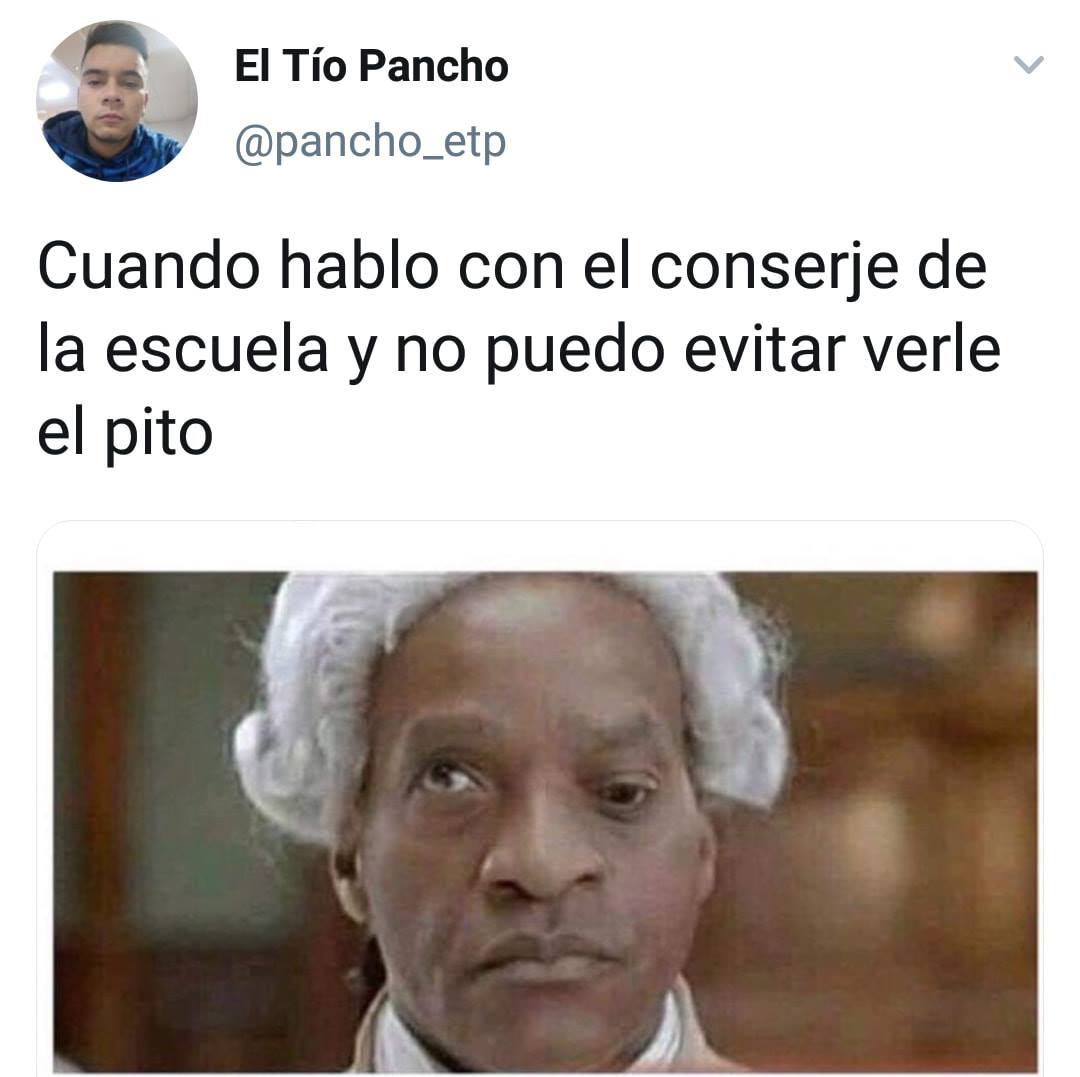 El Tío Pancho
@pancho_etp
Cuando hablo con el conserje de
la escuela y no puedo evitar verle
el pito